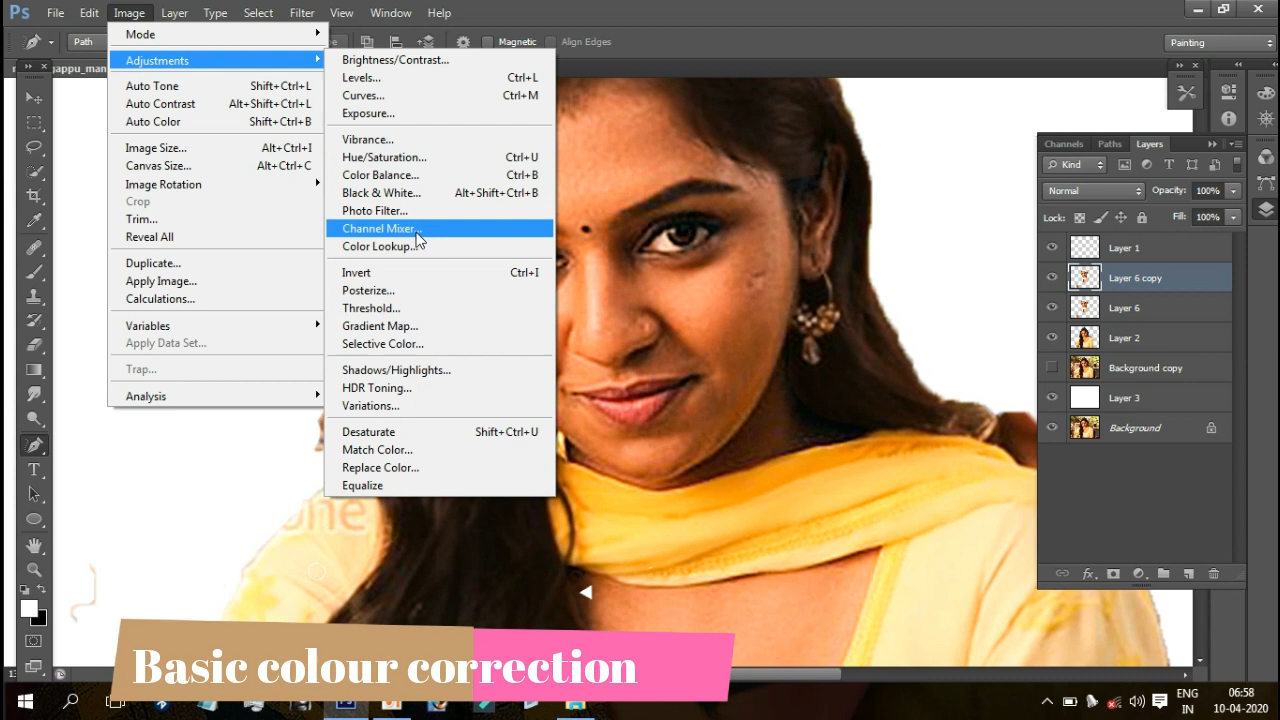 Ps File Edit Image Layer Type Select Filter View Window Help
Path
Magnetic
Align Edges
Painting
gappu_man
Mode
Adjustments
Auto Tone Shift+Ctrl+L
Auto Contrast Alt+Shift+Ctrl+L
Auto Color Shift+Ctrl+B
Image Size... Alt+Ctrl+I
Canvas Size... Alt+Ctrl+C
Image Rotation
Crop
Trim...
Reveal All
Duplicate...
Apply Image...
Calculations...
Variables
Apply Data Set...
Trap...
Analysis
Brightness/Contrast...
Levels... Ctrl+L
Curves... Ctrl+M
Exposure...
Vibrance...
Hue/Saturation... Ctrl+U
Color Balance... Ctrl+B
Black & White... Alt+Shift+Ctrl+B
Photo Filter...
Channel Mixer...
Color Lookup...
Invert Ctrl+I
Posterize...
Threshold...
Gradient Map...
Selective Color...
Shadows/Highlights...
HDR Toning...
Variations...
Desaturate Shift+Ctrl+U
Match Color...
Replace Color...
Equalize
Channels Paths Layers
Kind
Normal Opacity: 100%
Lock: Fill: 100%
Layer 1
Layer 6 copy
Layer 6
Layer 2
Background copy
Layer 3
Background
fx
Basic colour correction
ENG
IN
06:58
10-04-2020